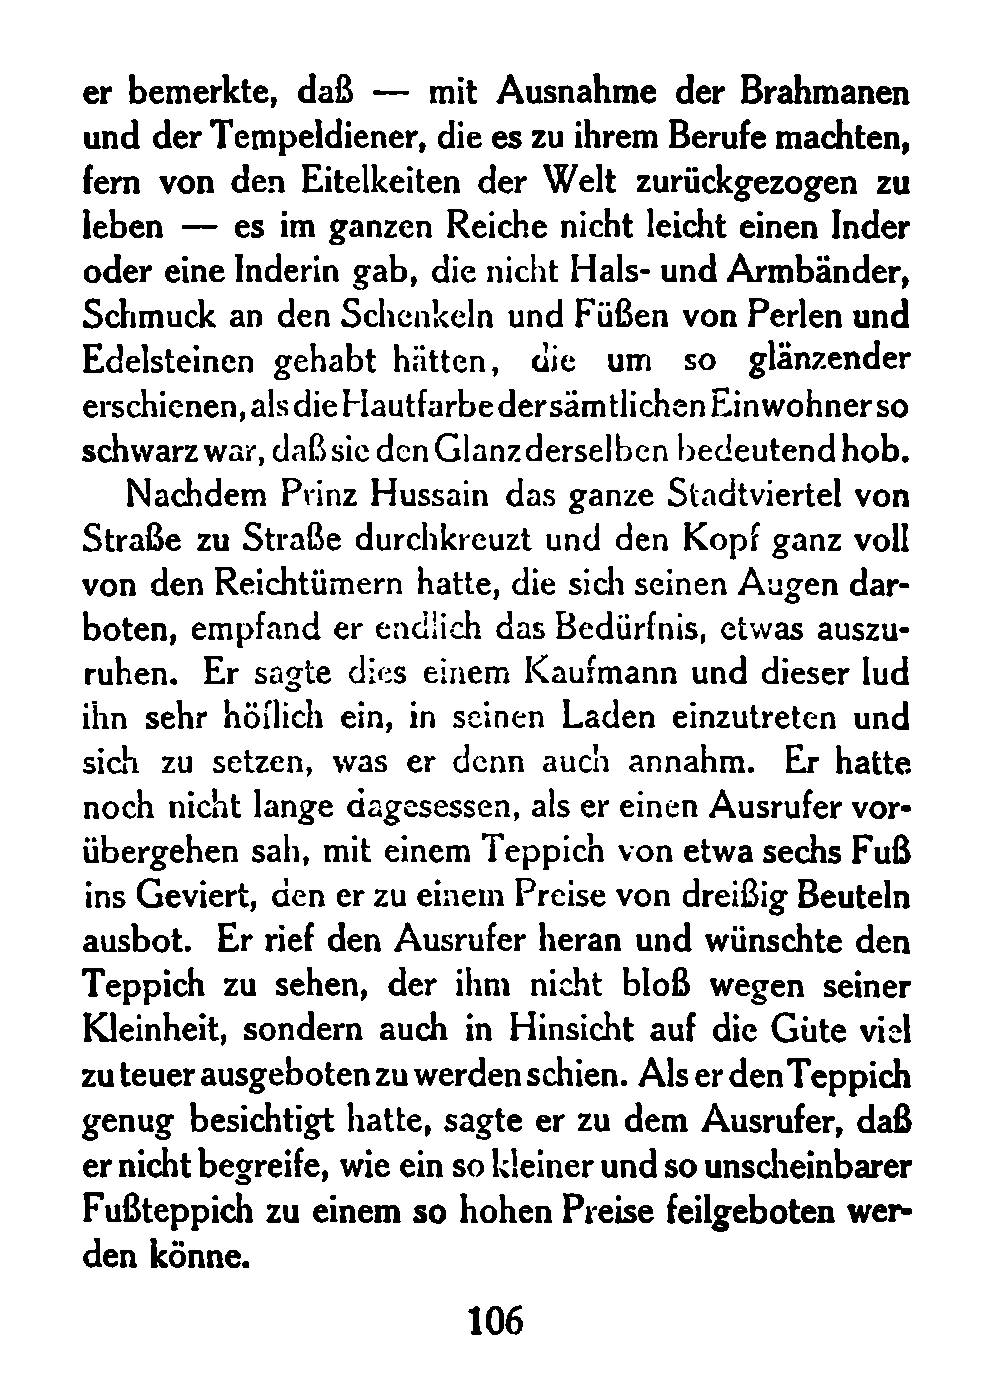 er bemerkte, daß — mit Ausnahme der Brahmanen
und der Tempeldiener, die es zu ihrem Berufe machten,
fern von den Eitelkeiten der Welt zurückgezogen zu
leben — es im ganzen Reiche nicht leicht einen Inder
oder eine Inderin gab, die nicht Hals- und Armbänder,
Schmuck an den Schenkeln und Füßen von Perlen und
Edelsteinen gehabt hätten, die um so glänzender
erschienen, als die Hautfarbe der sämtlichen Einwohner so
schwarz war, daß sie den Glanz derselben bedeutend hob.
Nachdem Prinz Hussain das ganze Stadtviertel von
Straße zu Straße durchkreuzt und den Kopf ganz voll
von den Reichtümern hatte, die sich seinen Augen dar-
boten, empfand er endlich das Bedürfnis, etwas auszu-
ruhen. Er sagte dies einem Kaufmann und dieser lud
ihn sehr höflich ein, in seinen Laden einzutreten und
sich zu setzen, was er denn auch annahm. Er hatte
noch nicht lange dagesessen, als er einen Ausrufer vor-
übergehen sah, mit einem Teppich von etwa sechs Fuß
ins Geviert, den er zu einem Preise von dreißig Beuteln
ausbot. Er rief den Ausrufer heran und wünschte den
Teppich zu sehen, der ihm nicht bloß wegen seiner
Kleinheit, sondern auch in Hinsicht auf die Güte viel
zu teuer ausgeboten zu werden schien. Als er den Teppich
genug besichtigt hatte, sagte er zu dem Ausrufer, daß
er nicht begreife, wie ein so kleiner und so unscheinbarer
Fußteppich zu einem so hohen Preise feilgeboten wer-
den könne.
106